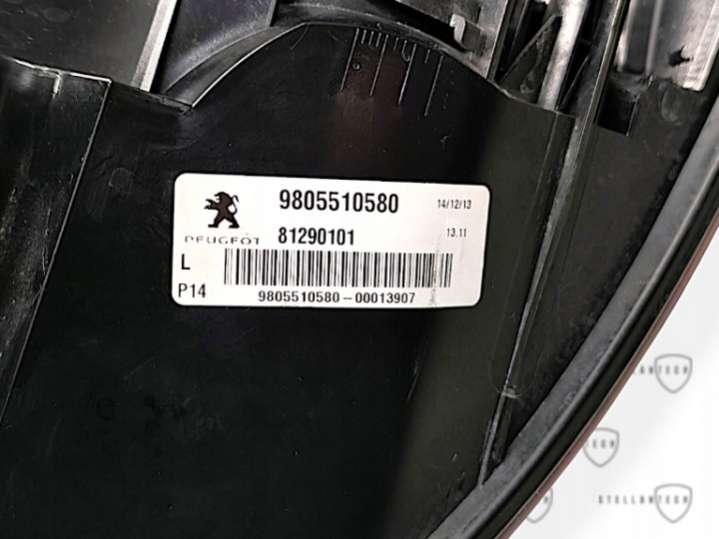 9805510580 14/12/13
PEUGEOT 81290101 13.11
L
P14
9805510580-00013907
STELLANTECH
STELLANTECH